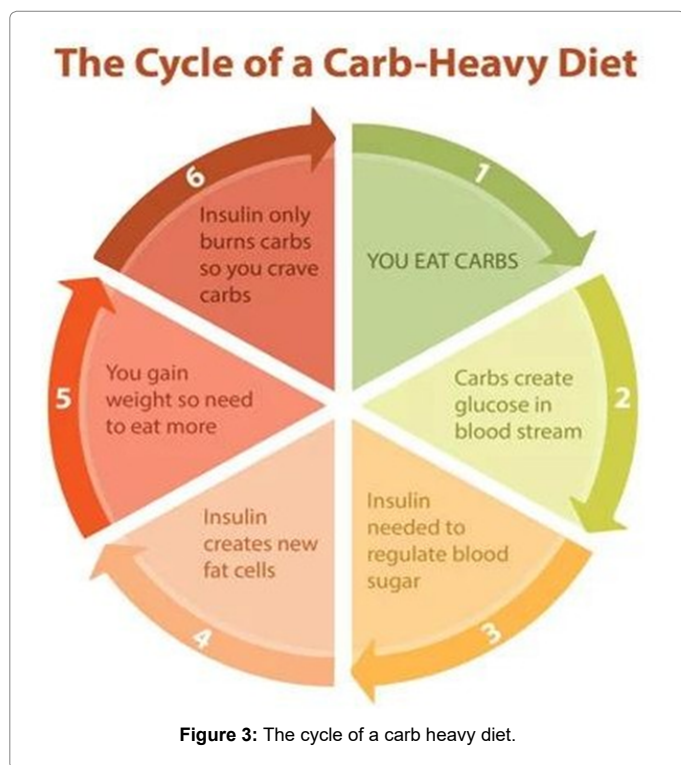 The Cycle of a Carb-Heavy Diet
1
YOU EAT CARBS
2
Carbs create
glucose in
blood stream
3
Insulin
needed to
regulate blood
sugar
4
Insulin
creates new
fat cells
5
You gain
weight so need
to eat more
6
Insulin only
burns carbs
so you crave
carbs
Figure 3: The cycle of a carb heavy diet.